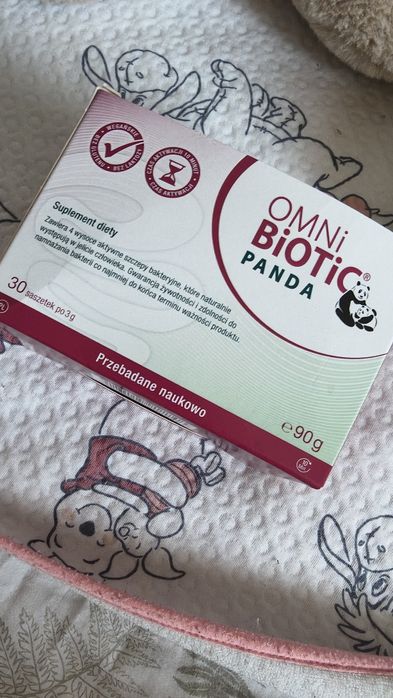 WEGAŃSKIE
BEZ GLUTENU
BEZ LAKTOZY
CZAS AKTYWACJI 10 MINUT
CZAS AKTYWACJI
OMNi
BiOTiC®
PANDA
Suplement diety
Zawiera 4 wysoce aktywne szczepy bakteryjne, które naturalnie
występują w jelicie człowieka. Gwarancja żywotności i zdolności do
namnażania bakterii co najmniej do końca terminu ważności produktu.
30 saszetek po 3 g
PL
Przebadane naukowo
℮90g